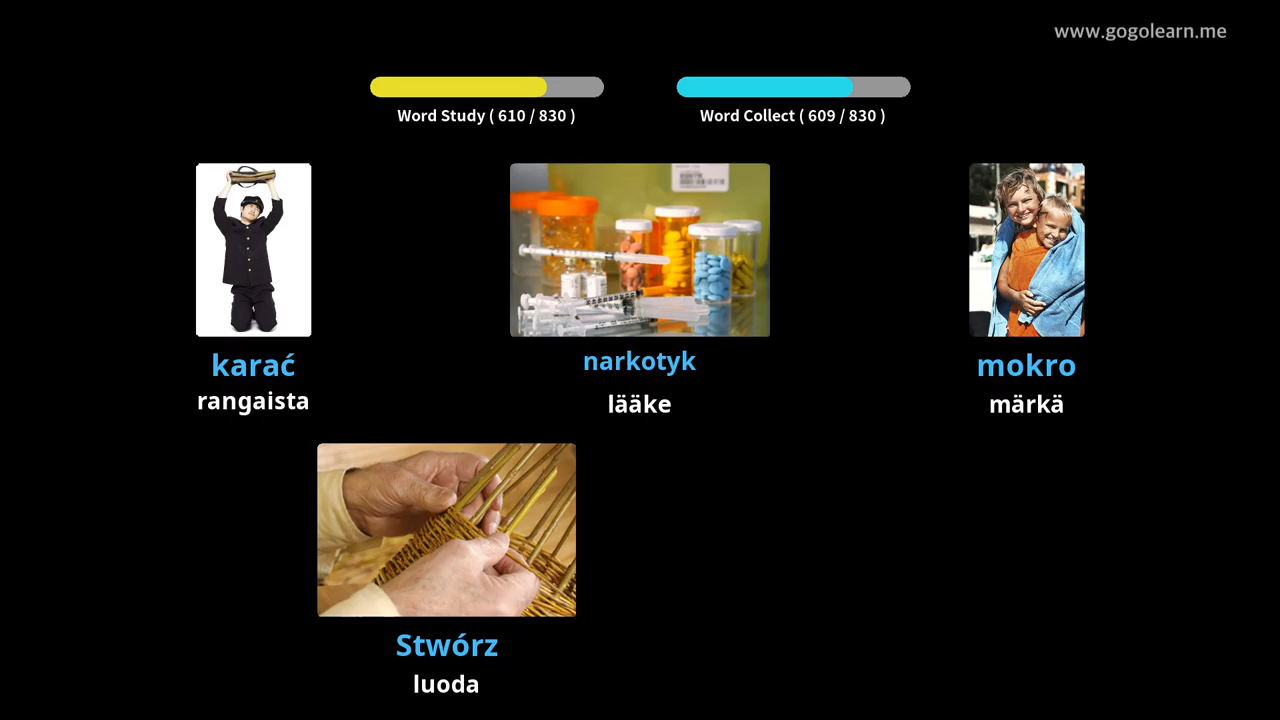 www.gogolearn.me
Word Study ( 610 / 830 )
Word Collect ( 609 / 830 )
karać
rangaista
narkotyk
lääke
mokro
märkä
Stwórz
luoda